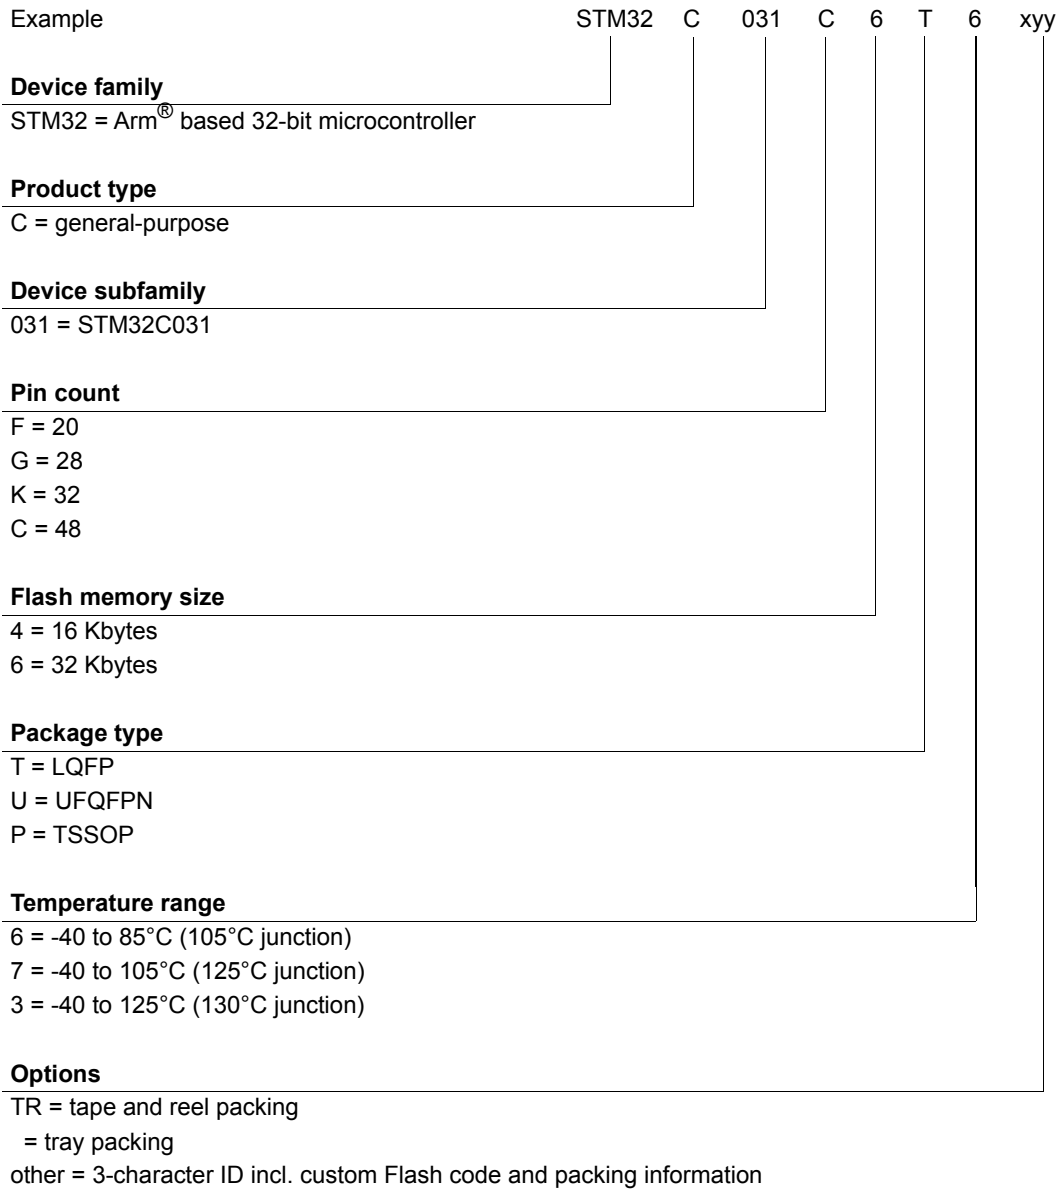 Example STM32 C 031 C 6 T 6 xyy
Device family
STM32 = Arm® based 32-bit microcontroller
Product type
C = general-purpose
Device subfamily
031 = STM32C031
Pin count
F = 20
G = 28
K = 32
C = 48
Flash memory size
4 = 16 Kbytes
6 = 32 Kbytes
Package type
T = LQFP
U = UFQFPN
P = TSSOP
Temperature range
6 = -40 to 85°C (105°C junction)
7 = -40 to 105°C (125°C junction)
3 = -40 to 125°C (130°C junction)
Options
TR = tape and reel packing
= tray packing
other = 3-character ID incl. custom Flash code and packing information